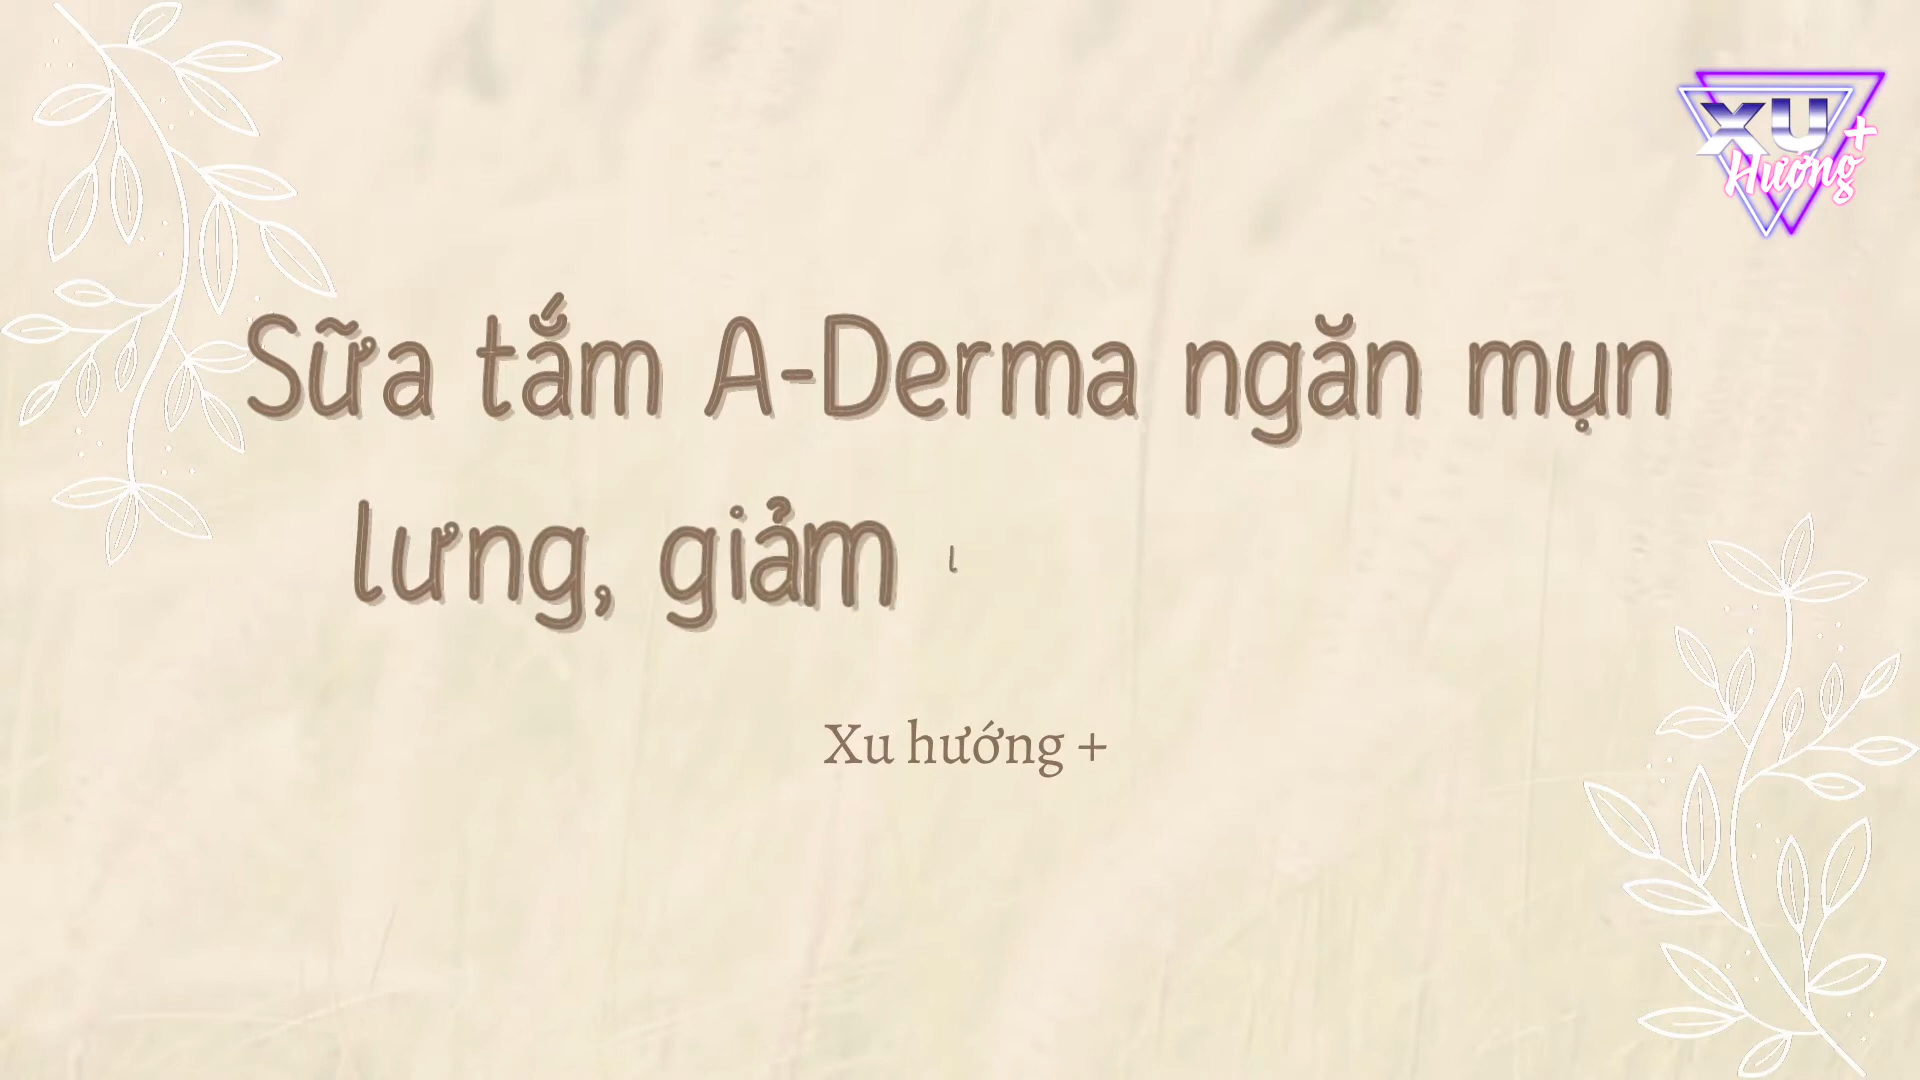 XU
Hướng+
Sữa tắm A-Derma ngăn mụn
lưng, giảm l
Xu hướng +